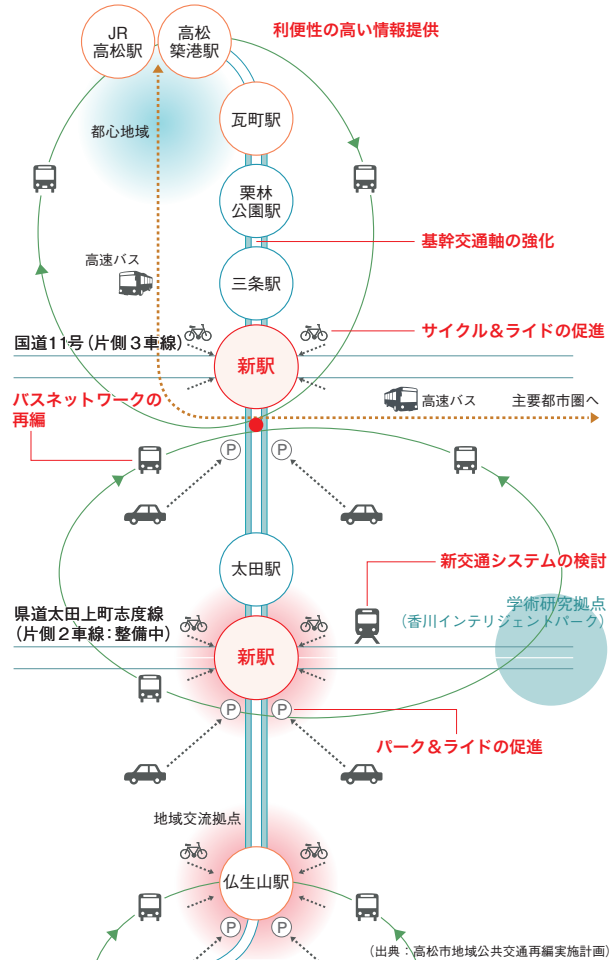 JR
高松駅
高松
築港駅
利便性の高い情報提供
都心地域
瓦町駅
栗林
公園駅
基幹交通軸の強化
高速バス
三条駅
サイクル＆ライドの促進
国道11号（片側３車線）
新駅
バスネットワークの
再編
高速バス
主要都市圏へ
P
P
太田駅
新交通システムの検討
学術研究拠点
（香川インテリジェントパーク）
県道太田上町志度線
（片側２車線：整備中）
新駅
P
P
パーク＆ライドの促進
地域交流拠点
仏生山駅
P
P
（出典：高松市地域公共交通再編実施計画）